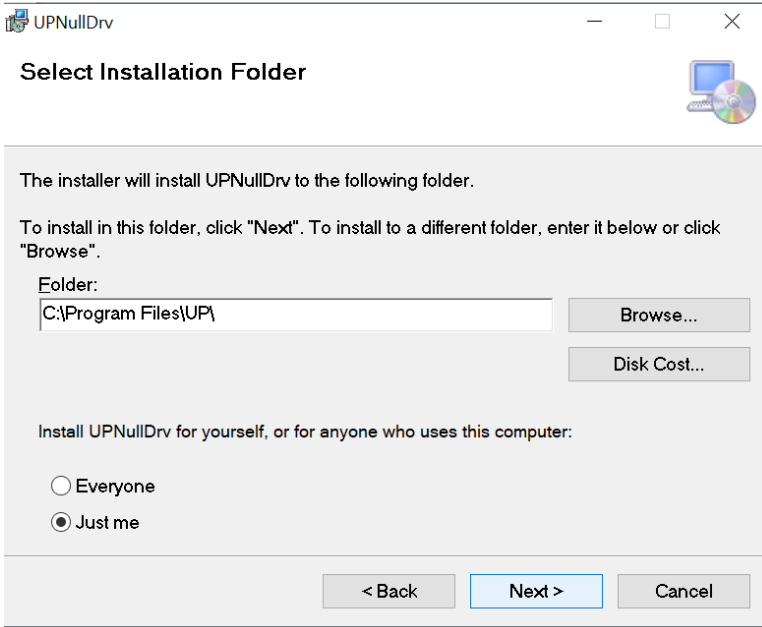 UPNullDrv
Select Installation Folder
The installer will install UPNullDrv to the following folder.
To install in this folder, click "Next". To install to a different folder, enter it below or click
"Browse".
Folder:
C:\Program Files\UP\
Browse...
Disk Cost...
Install UPNullDrv for yourself, or for anyone who uses this computer:
Everyone
Just me
< Back
Next >
Cancel